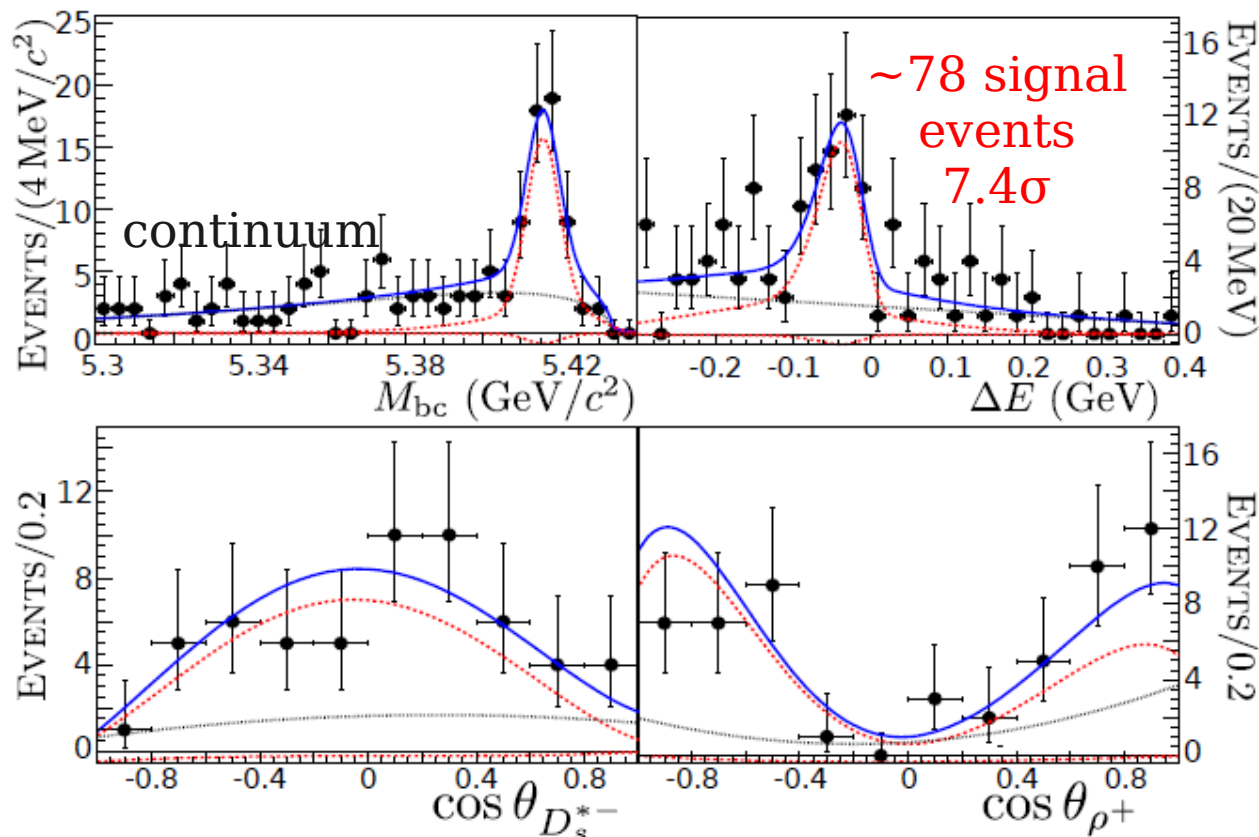 EVENTS/(4 MeV/c²)
25
20
15
10
5
0
continuum
5.3 5.34 5.38 5.42
M_bc (GeV/c²)
~78 signal
events
7.4σ
EVENTS/(20 MeV)
16
12
8
4
0
-0.2 -0.1 0 0.1 0.2 0.3 0.4
ΔE (GeV)
EVENTS/0.2
12
8
4
0
-0.8 -0.4 0 0.4 0.8
cos θ_{D_s^{*-}}
EVENTS/0.2
16
12
8
4
0
-0.8 -0.4 0 0.4 0.8
cos θ_{ρ^+}